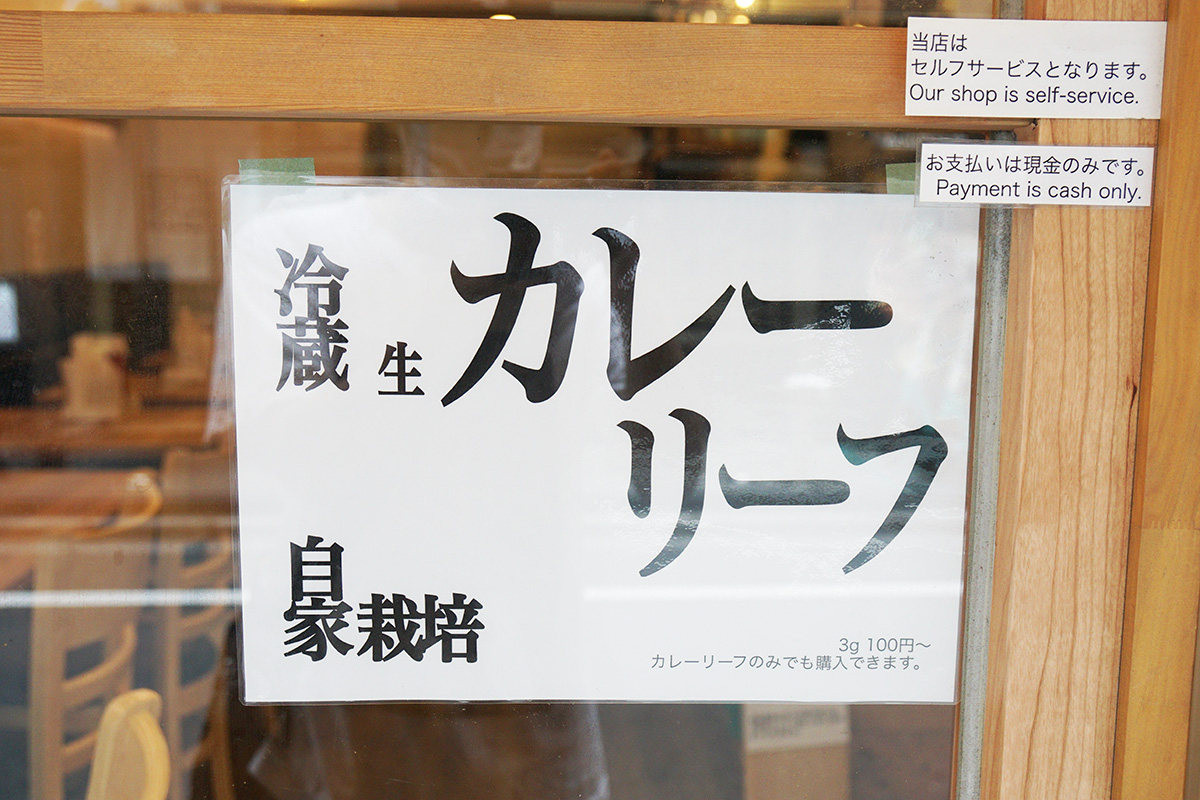 当店は
セルフサービスとなります。
Our shop is self-service.
お支払いは現金のみです。
Payment is cash only.
冷蔵
生
カレー
リーフ
自家栽培
3g 100円〜
カレーリーフのみでも購入できます。